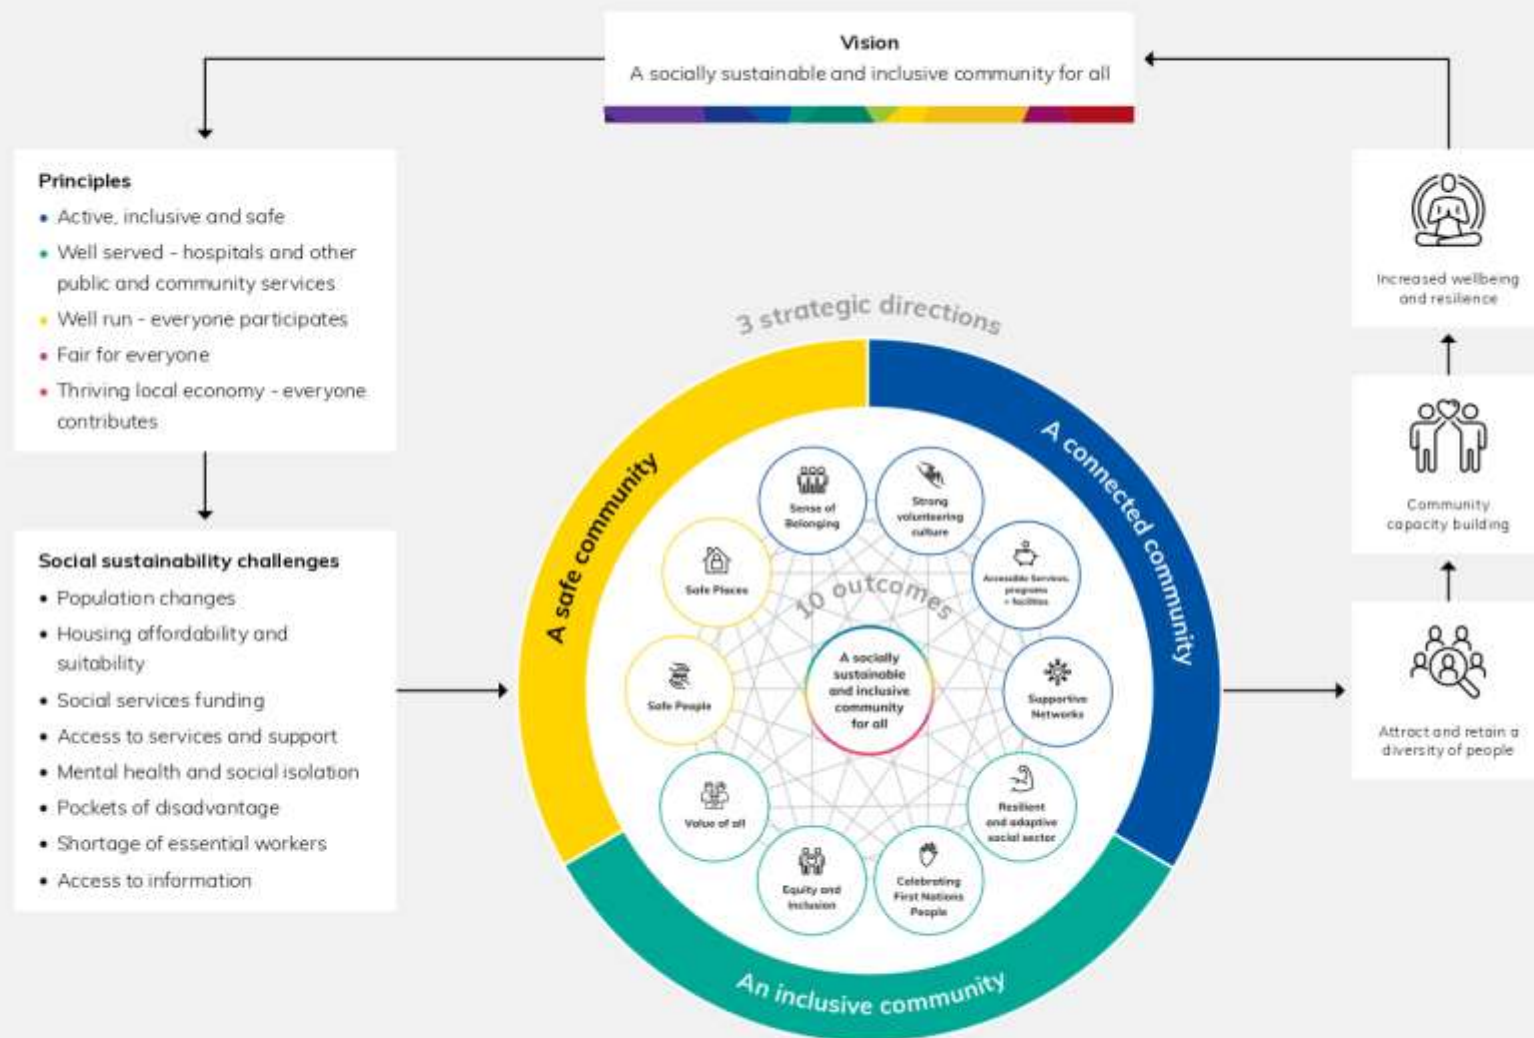 Vision
A socially sustainable and inclusive community for all
Principles
• Active, inclusive and safe
• Well served - hospitals and other
public and community services
• Well run - everyone participates
• Fair for everyone
• Thriving local economy - everyone
contributes
Social sustainability challenges
• Population changes
• Housing affordability and
suitability
• Social services funding
• Access to services and support
• Mental health and social isolation
• Pockets of disadvantage
• Shortage of essential workers
• Access to information
3 strategic directions
A safe community
A connected community
An inclusive community
10 outcomes
A socially
sustainable
and inclusive
community
for all
Sense of
Belonging
Strong
volunteering
culture
Accessible Services,
programs
+ facilities
Supportive
Networks
Resilient
and adaptive
social sector
Celebrating
First Nations
People
Equity and
Inclusion
Value of all
Safe People
Safe Places
Increased wellbeing
and resilience
Community
capacity building
Attract and retain a
diversity of people